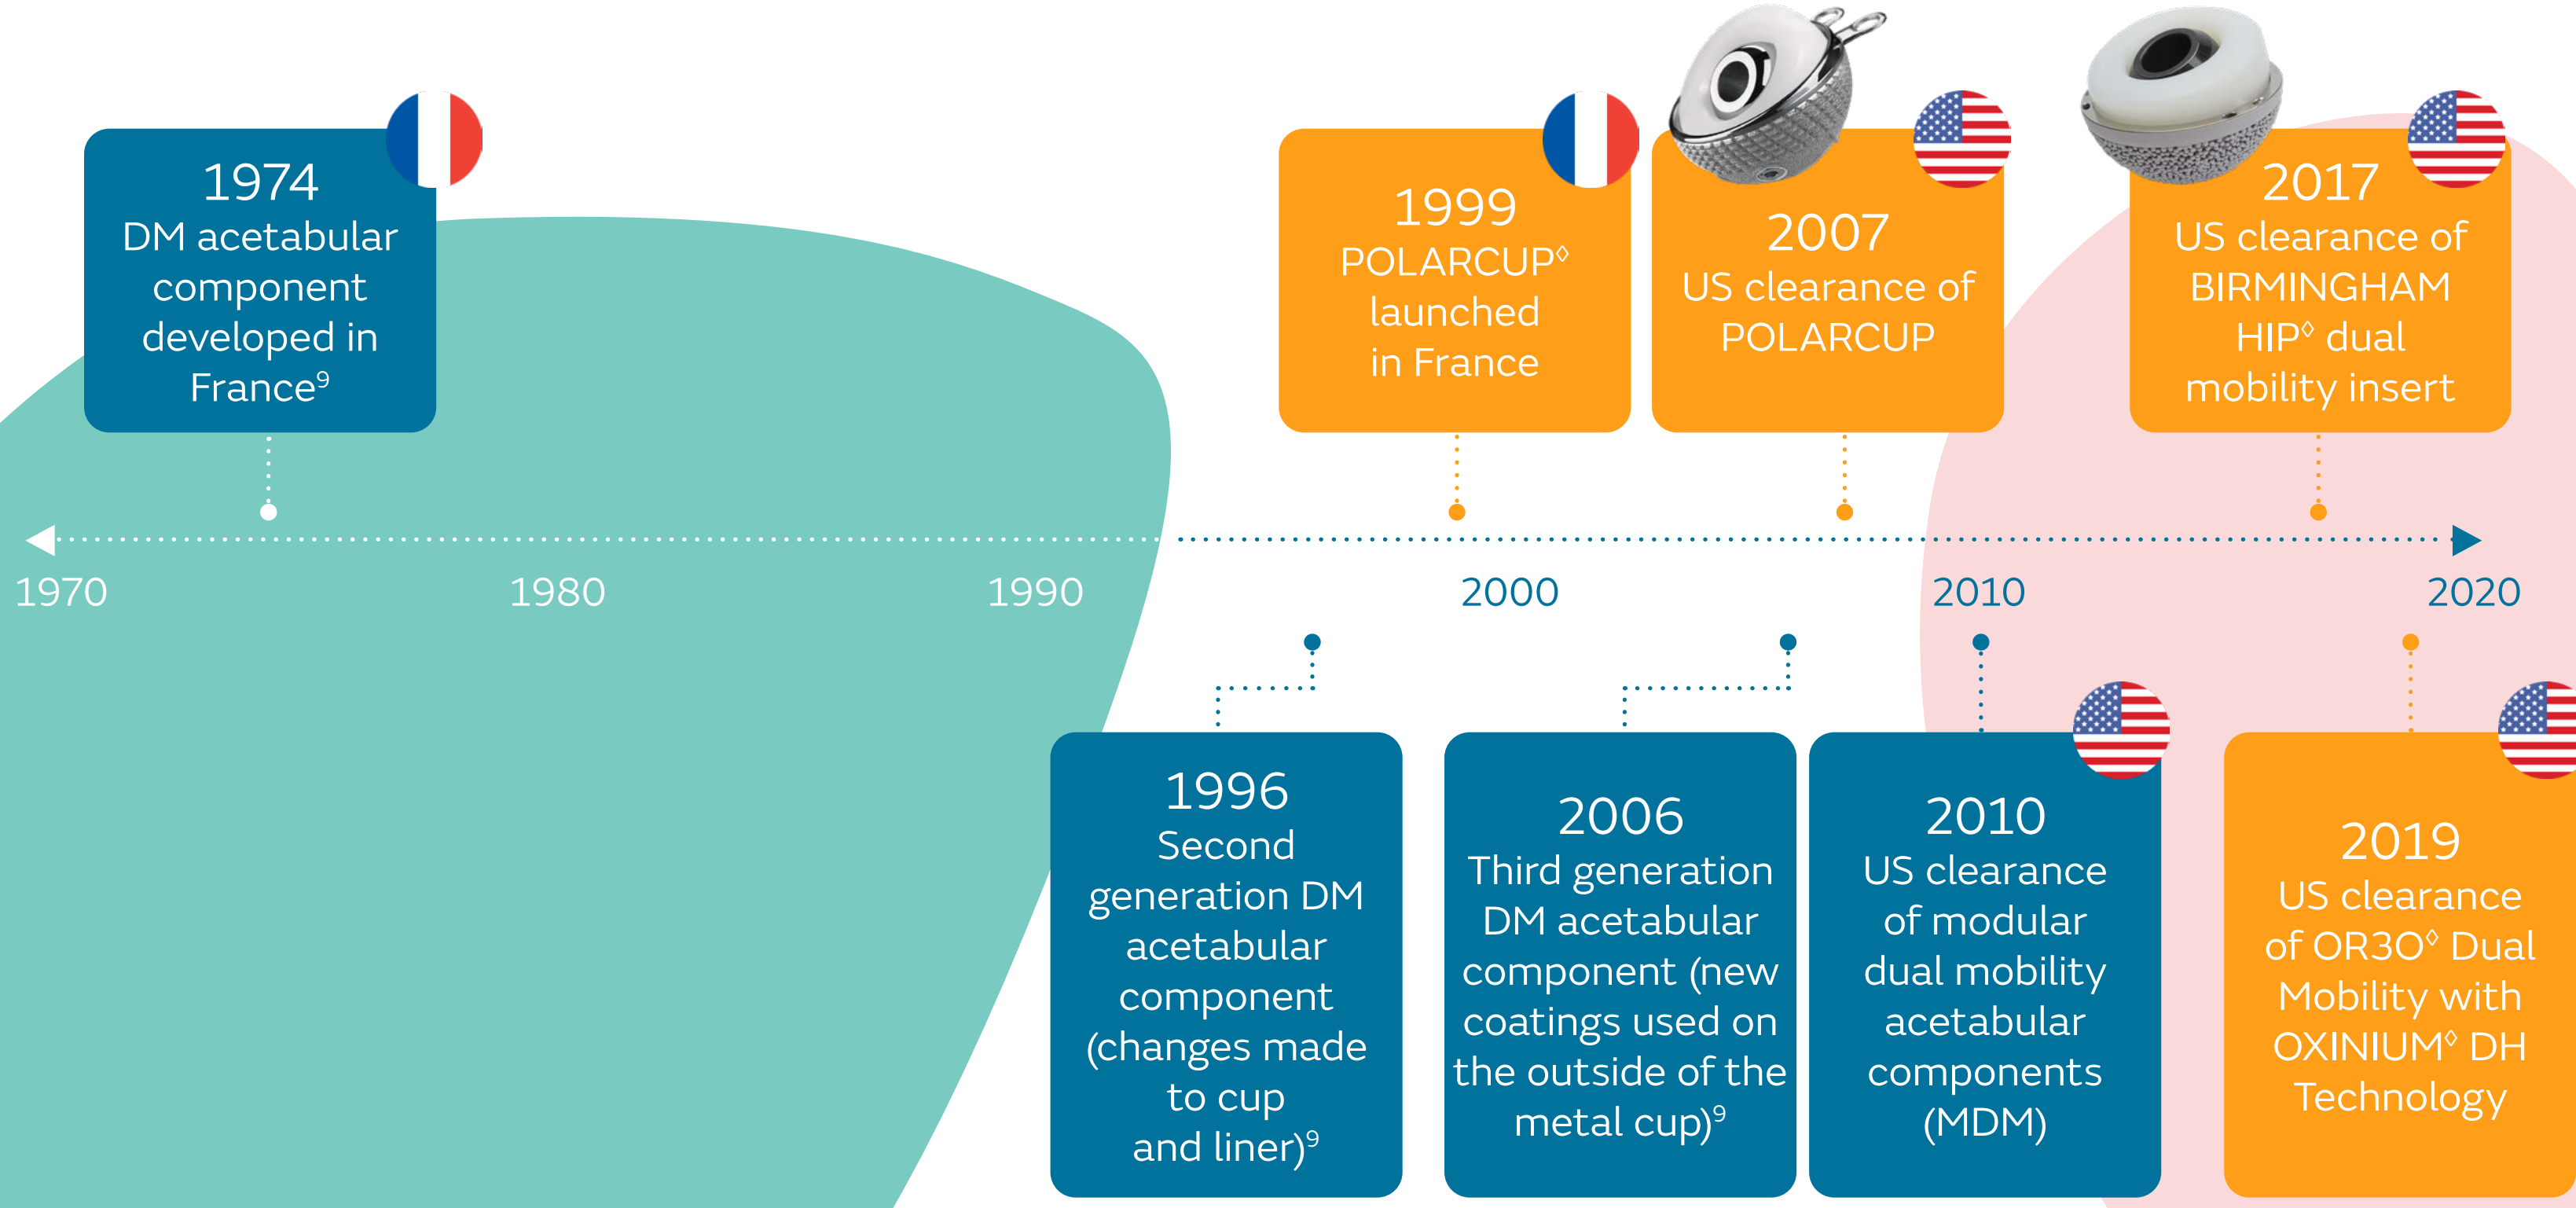 1974
DM acetabular
component
developed in
France⁹
1999
POLARCUP◊
launched
in France
2007
US clearance of
POLARCUP
2017
US clearance of
BIRMINGHAM
HIP◊ dual
mobility insert
1970
1980
1990
2000
2010
2020
1996
Second
generation DM
acetabular
component
(changes made
to cup
and liner)⁹
2006
Third generation
DM acetabular
component (new
coatings used on
the outside of the
metal cup)⁹
2010
US clearance
of modular
dual mobility
acetabular
components
(MDM)
2019
US clearance
of OR3O◊ Dual
Mobility with
OXINIUM◊ DH
Technology